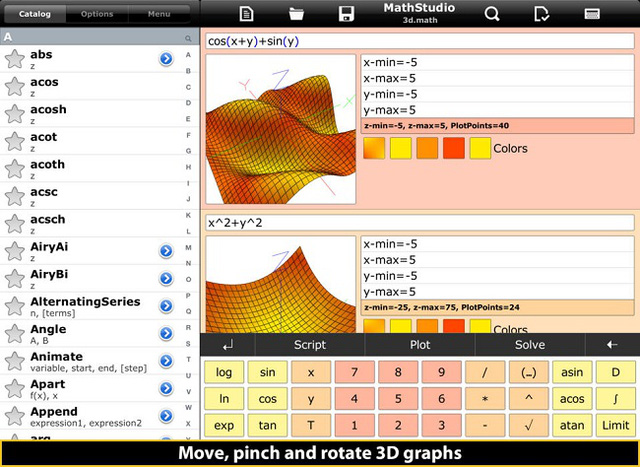 Catalog Options Menu
MathStudio
3d.math
A
abs
z
acos
z
acosh
z
acot
z
acoth
z
acsc
z
acsch
z
AiryAi
z
AiryBi
z
AlternatingSeries
n, [terms]
Angle
A, B
Animate
variable, start, end, [step]
Apart
f(x), x
Append
expression1, expression2
arg
A
B
C
D
E
F
G
H
I
J
K
L
M
N
O
P
Q
R
S
T
U
V
W
X
cos(x+y)+sin(y)
Z
Y
X
x-min=-5
x-max=5
y-min=-5
y-max=5
z-min=-5, z-max=5, PlotPoints=40
Colors
x^2+y^2
Z
x-min=-5
x-max=5
y-min=-5
y-max=5
z-min=-25, z-max=75, PlotPoints=24
Colors
↵ Script Plot Solve ←
log sin x 7 8 9 / (...) asin D
ln cos y 4 5 6 * ^ acos ∫
exp tan T 1 2 3 - √ atan Limit
Move, pinch and rotate 3D graphs